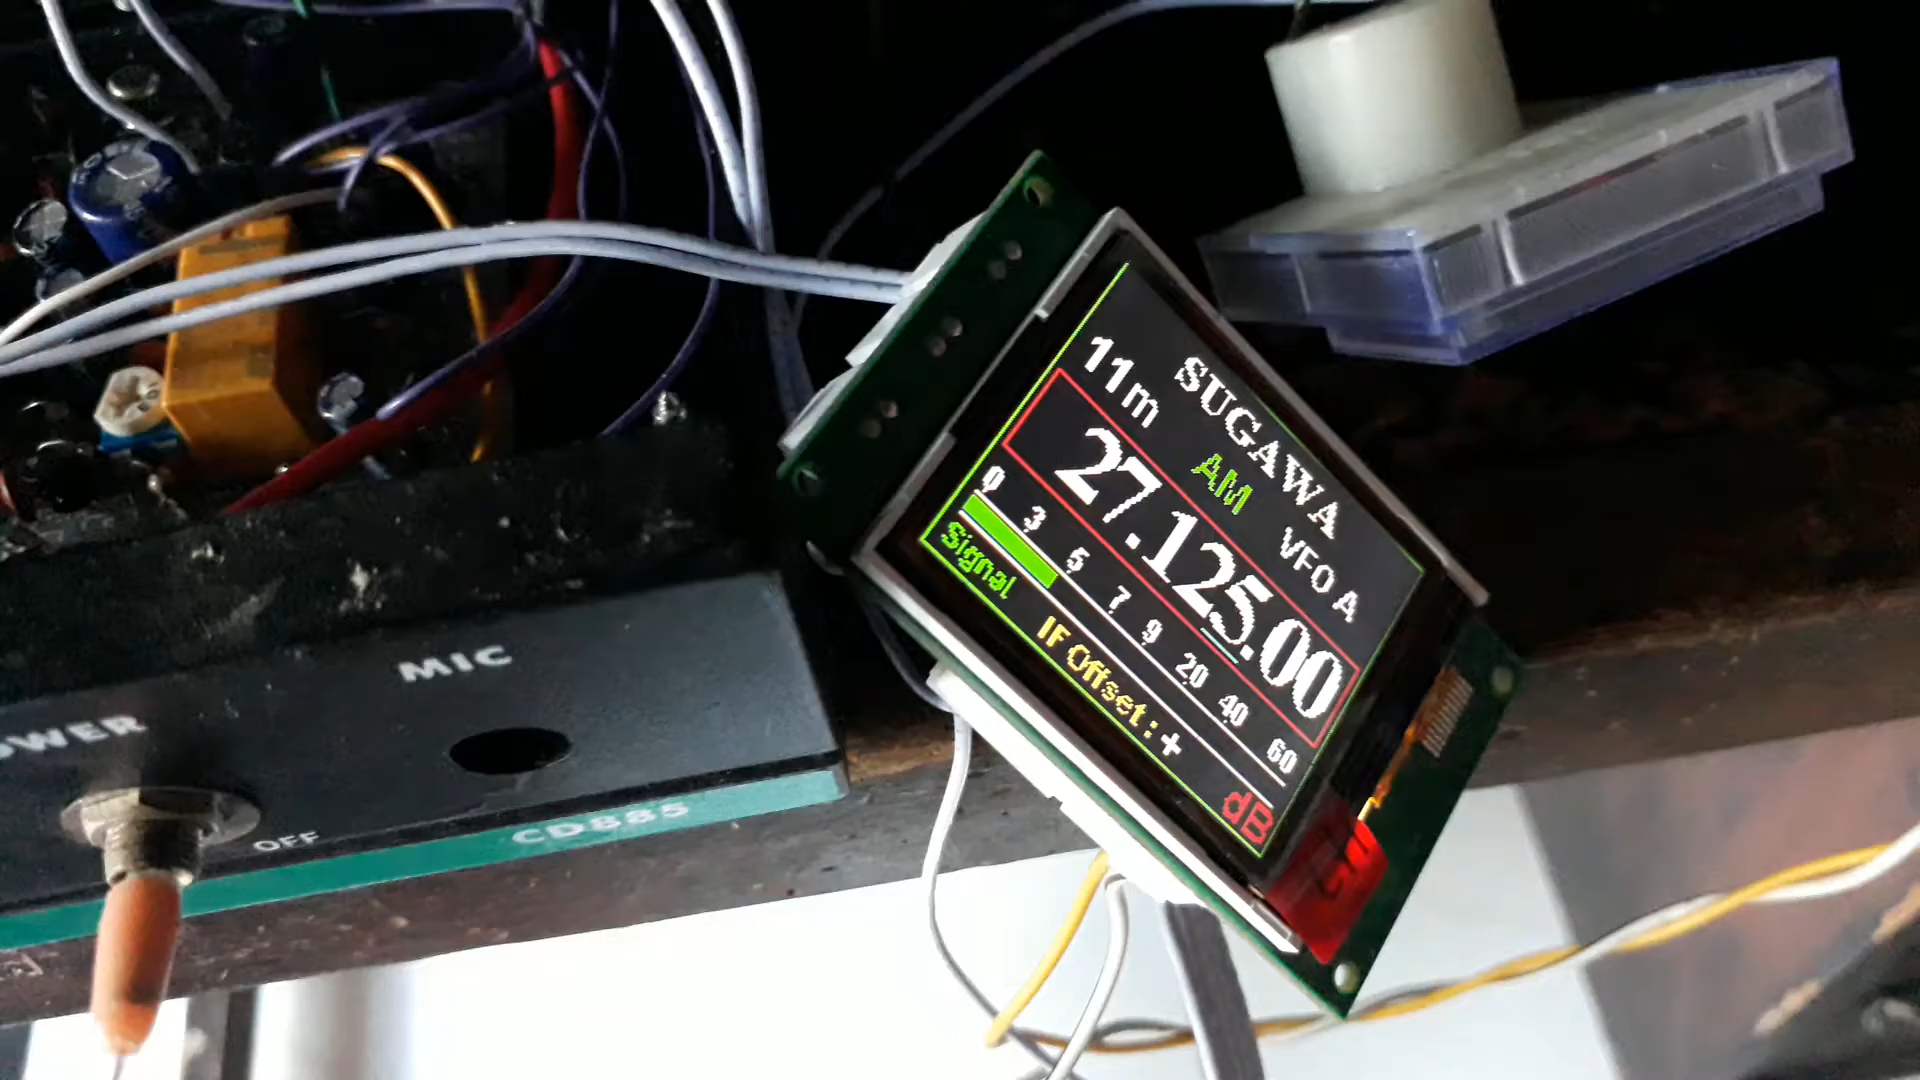 SUGAWA
11m AM VFO A
27.125.00
0 3 5 7 9 20 40 60
Signal IF Offset:+ dB
MIC
OFF
CD885